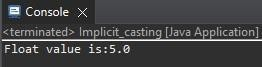 Console
<terminated> Implicit_casting [Java Application]
Float value is:5.0